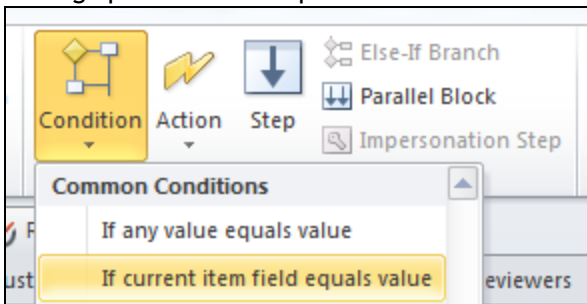 Else-If Branch
Parallel Block
Condition Action Step
Impersonation Step
Common Conditions
If any value equals value
ust If current item field equals value eviewers